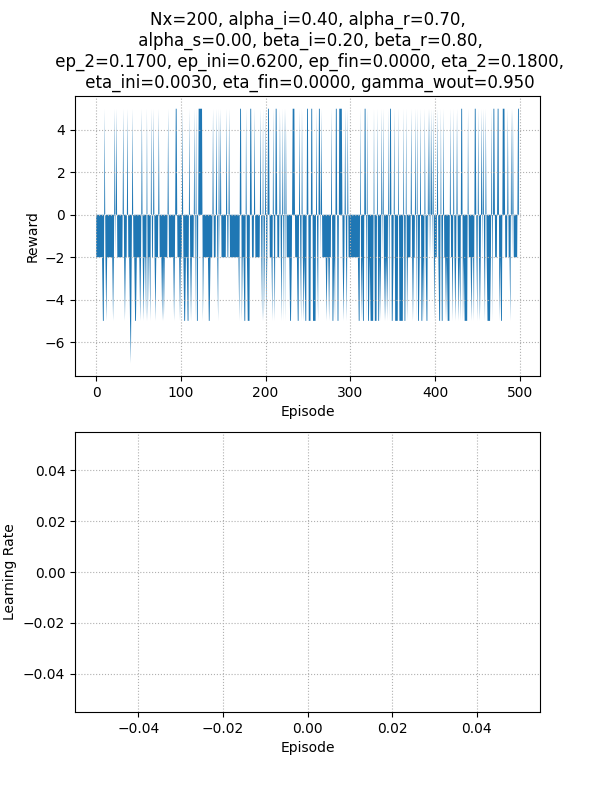 Nx=200, alpha_i=0.40, alpha_r=0.70,
alpha_s=0.00, beta_i=0.20, beta_r=0.80,
ep_2=0.1700, ep_ini=0.6200, ep_fin=0.0000, eta_2=0.1800,
eta_ini=0.0030, eta_fin=0.0000, gamma_wout=0.950
4
2
0
−2
−4
−6
Reward
0 100 200 300 400 500
Episode
0.04
0.02
0.00
−0.02
−0.04
Learning Rate
−0.04 −0.02 0.00 0.02 0.04
Episode